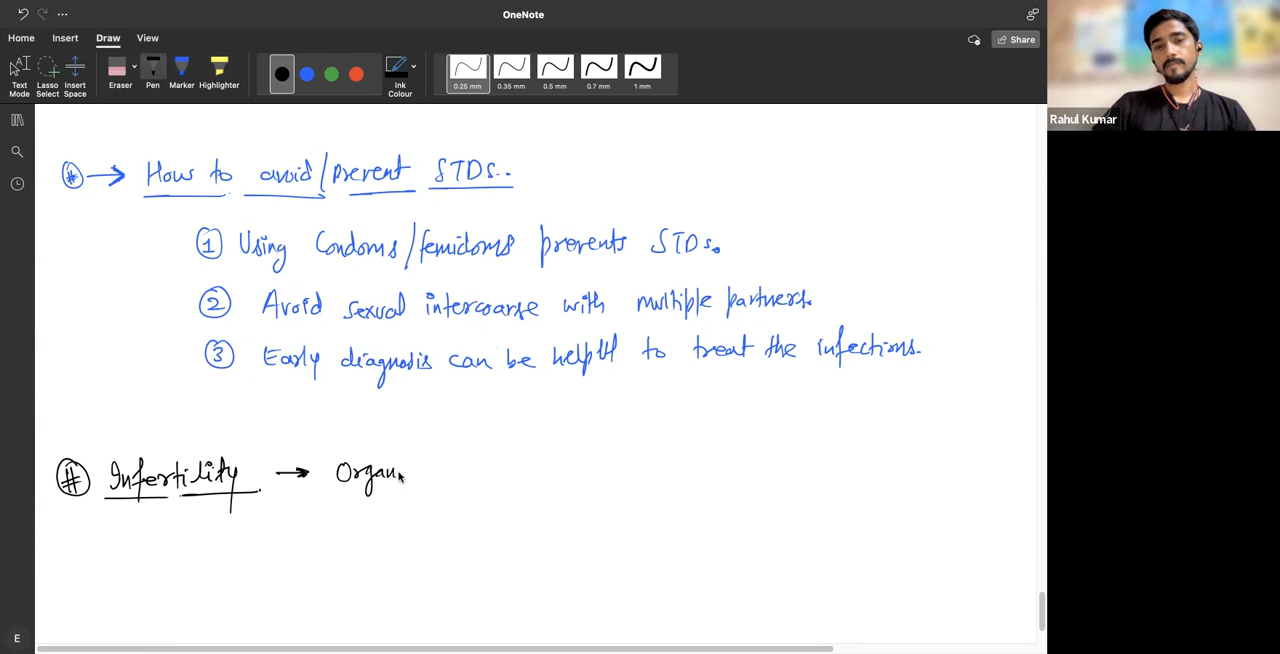 OneNote
Home Insert Draw View
Share
Text Mode
Lasso Select
Insert Space
Eraser
Pen
Marker
Highlighter
Ink Colour
0.25 mm 0.35 mm 0.5 mm 0.7 mm 1 mm
Rahul Kumar
# → How to avoid/prevent STDs..
① Using Condoms/femidoms prevents STDs.
② Avoid sexual intercoarse with multiple partners.
③ Early diagnosis can be helpful to treat the infections.
# Infertility → Organ
E